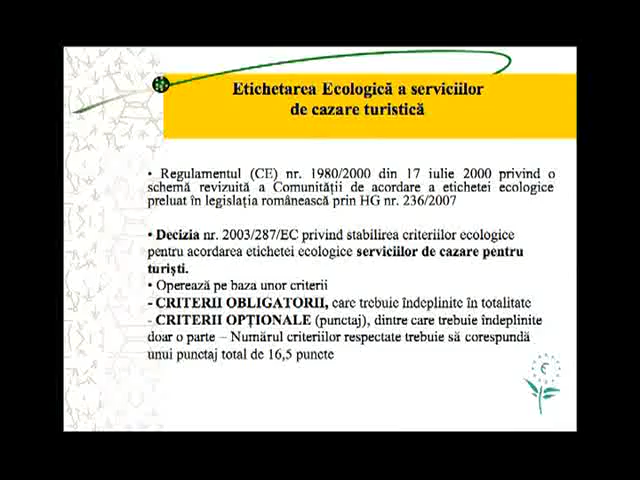 Etichetarea Ecologică a serviciilor
de cazare turistică
• Regulamentul (CE) nr. 1980/2000 din 17 iulie 2000 privind o
schemă revizuită a Comunității de acordare a etichetei ecologice
preluat în legislația românească prin HG nr. 236/2007
• Decizia nr. 2003/287/EC privind stabilirea criteriilor ecologice
pentru acordarea etichetei ecologice serviciilor de cazare pentru
turiști.
• Operează pe baza unor criterii
- CRITERII OBLIGATORII, care trebuie îndeplinite în totalitate
- CRITERII OPȚIONALE (punctaj), dintre care trebuie îndeplinite
doar o parte – Numărul criteriilor respectate trebuie să corespundă
unui punctaj total de 16,5 puncte